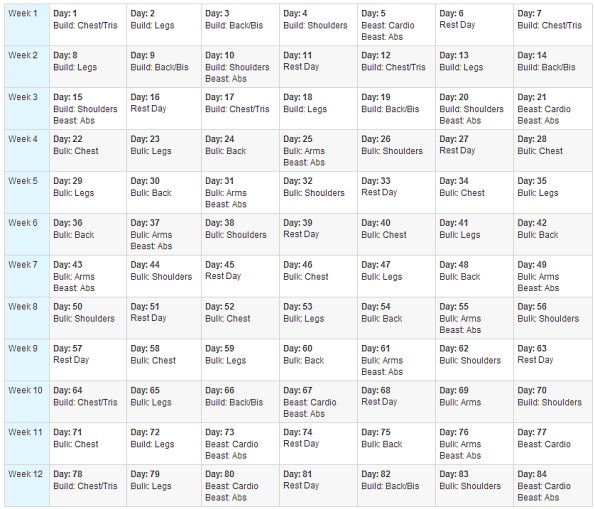 Week 1
Day: 1
Build: Chest/Tris
Day: 2
Build: Legs
Day: 3
Build: Back/Bis
Day: 4
Build: Shoulders
Day: 5
Beast: Cardio
Beast: Abs
Day: 6
Rest Day
Day: 7
Build: Chest/Tris
Week 2
Day: 8
Build: Legs
Day: 9
Build: Back/Bis
Day: 10
Build: Shoulders
Beast: Abs
Day: 11
Rest Day
Day: 12
Build: Chest/Tris
Day: 13
Build: Legs
Day: 14
Build: Back/Bis
Week 3
Day: 15
Build: Shoulders
Beast: Abs
Day: 16
Rest Day
Day: 17
Build: Chest/Tris
Day: 18
Build: Legs
Day: 19
Build: Back/Bis
Day: 20
Build: Shoulders
Beast: Abs
Day: 21
Beast: Cardio
Beast: Abs
Week 4
Day: 22
Bulk: Chest
Day: 23
Bulk: Legs
Day: 24
Bulk: Back
Day: 25
Bulk: Arms
Beast: Abs
Day: 26
Bulk: Shoulders
Day: 27
Rest Day
Day: 28
Bulk: Chest
Week 5
Day: 29
Bulk: Legs
Day: 30
Bulk: Back
Day: 31
Bulk: Arms
Beast: Abs
Day: 32
Bulk: Shoulders
Day: 33
Rest Day
Day: 34
Bulk: Chest
Day: 35
Bulk: Legs
Week 6
Day: 36
Bulk: Back
Day: 37
Bulk: Arms
Beast: Abs
Day: 38
Bulk: Shoulders
Day: 39
Rest Day
Day: 40
Bulk: Chest
Day: 41
Bulk: Legs
Day: 42
Bulk: Back
Week 7
Day: 43
Bulk: Arms
Beast: Abs
Day: 44
Bulk: Shoulders
Day: 45
Rest Day
Day: 46
Bulk: Chest
Day: 47
Bulk: Legs
Day: 48
Bulk: Back
Day: 49
Bulk: Arms
Beast: Abs
Week 8
Day: 50
Bulk: Shoulders
Day: 51
Rest Day
Day: 52
Bulk: Chest
Day: 53
Bulk: Legs
Day: 54
Bulk: Back
Day: 55
Bulk: Arms
Beast: Abs
Day: 56
Bulk: Shoulders
Week 9
Day: 57
Rest Day
Day: 58
Bulk: Chest
Day: 59
Bulk: Legs
Day: 60
Bulk: Back
Day: 61
Bulk: Arms
Beast: Abs
Day: 62
Bulk: Shoulders
Day: 63
Rest Day
Week 10
Day: 64
Build: Chest/Tris
Day: 65
Bulk: Legs
Day: 66
Build: Back/Bis
Day: 67
Beast: Cardio
Beast: Abs
Day: 68
Rest Day
Day: 69
Bulk: Arms
Day: 70
Build: Shoulders
Week 11
Day: 71
Bulk: Chest
Day: 72
Build: Legs
Day: 73
Beast: Cardio
Beast: Abs
Day: 74
Rest Day
Day: 75
Bulk: Back
Day: 76
Bulk: Arms
Beast: Abs
Day: 77
Beast: Cardio
Week 12
Day: 78
Build: Chest/Tris
Day: 79
Bulk: Legs
Day: 80
Beast: Cardio
Beast: Abs
Day: 81
Rest Day
Day: 82
Build: Back/Bis
Day: 83
Bulk: Shoulders
Day: 84
Beast: Cardio
Beast: Abs